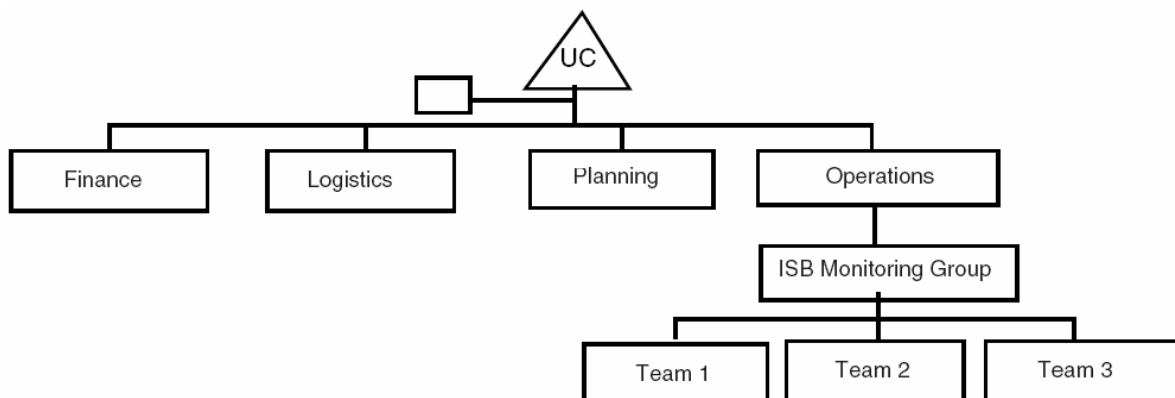 UC
Finance
Logistics
Planning
Operations
ISB Monitoring Group
Team 1
Team 2
Team 3